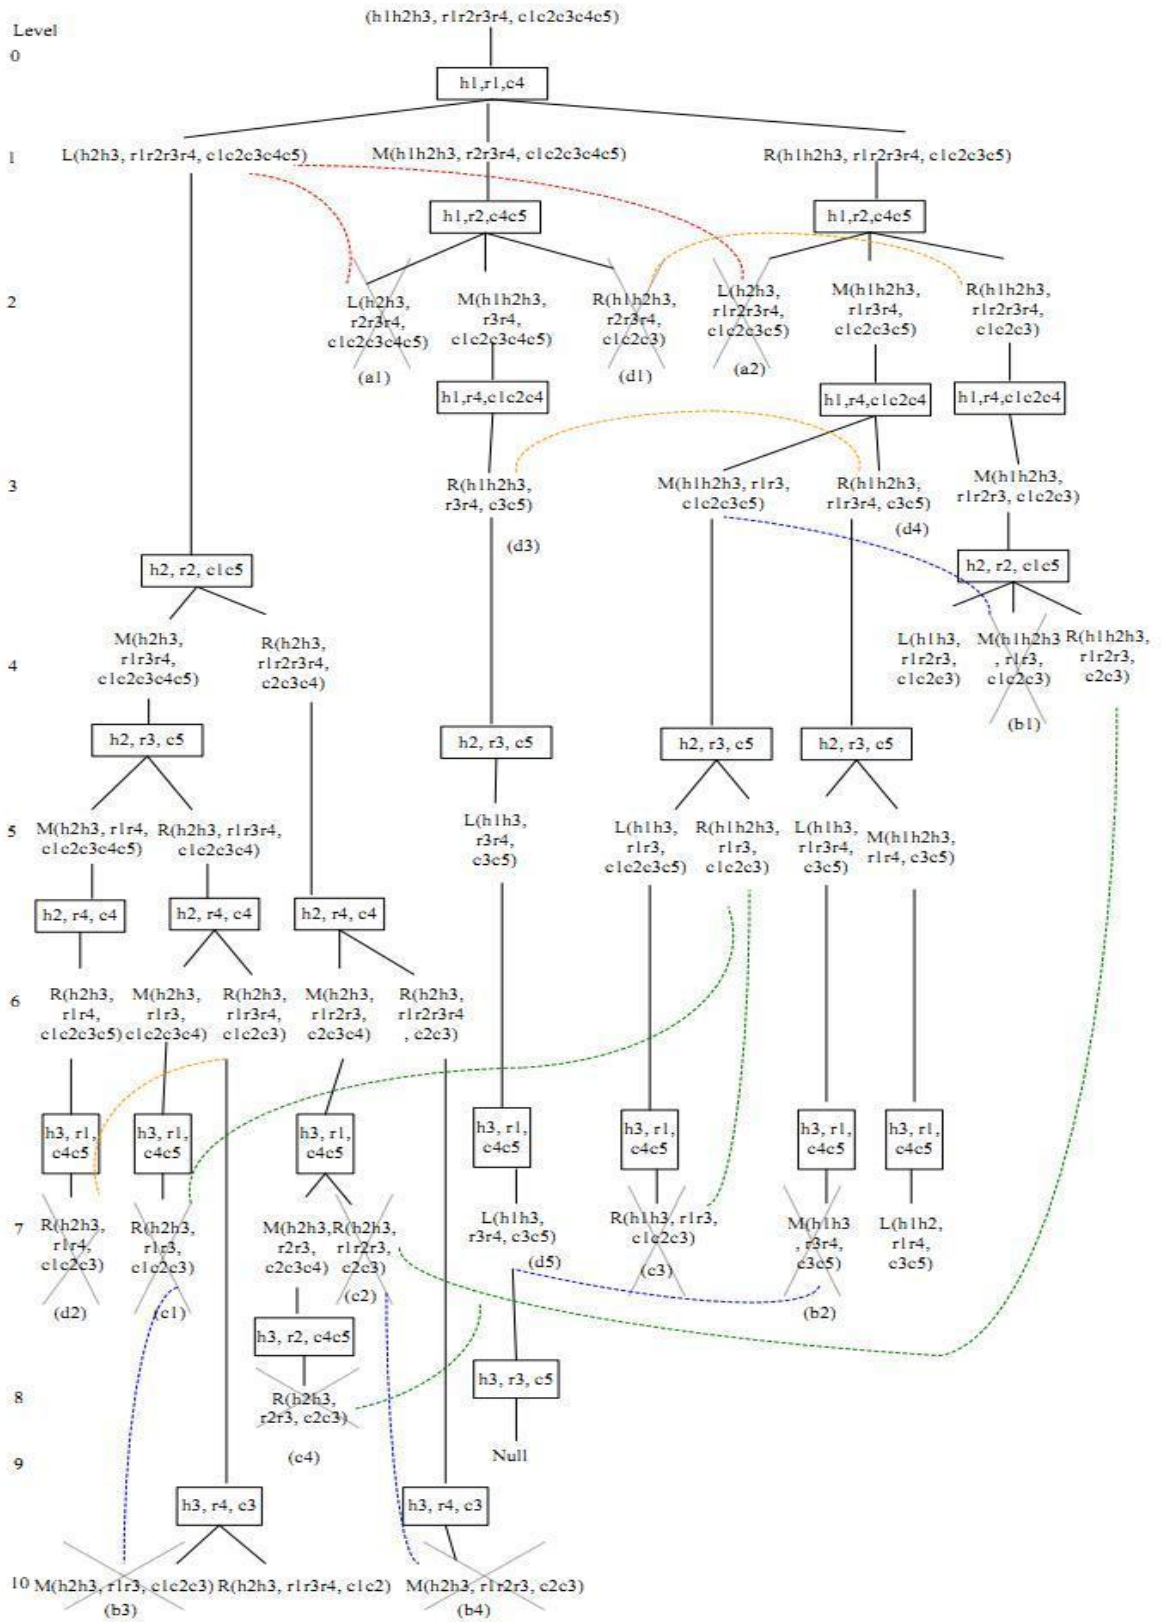 (h1h2h3, r1r2r3r4, c1c2c3c4c5)
Level
0
h1,r1,c4
1
L(h2h3, r1r2r3r4, c1c2c3c4c5)
M(h1h2h3, r2r3r4, c1c2c3c4c5)
R(h1h2h3, r1r2r3r4, c1c2c3c5)
h1,r2,c4c5
h1,r2,c4c5
2
L(h2h3,
r2r3r4,
c1c2c3c4c5)
(a1)
M(h1h2h3,
r3r4,
c1c2c3c4c5)
R(h1h2h3,
r2r3r4,
c1c2c3)
(d1)
L(h2h3,
r1r2r3r4,
c1c2c3c5)
(a2)
M(h1h2h3,
r1r3r4,
c1c2c3c5)
R(h1h2h3,
r1r2r3r4,
c1c2c3)
h1,r4,c1c2c4
h1,r4,c1c2c4
h1,r4,c1c2c4
3
R(h1h2h3,
r3r4, c3c5)
(d3)
M(h1h2h3, r1r3,
c1c2c3c5)
R(h1h2h3,
r1r3r4, c3c5)
(d4)
M(h1h2h3,
r1r2r3, c1c2c3)
h2, r2, c1c5
h2, r2, c1c5
4
M(h2h3,
r1r3r4,
c1c2c3c4c5)
R(h2h3,
r1r2r3r4,
c2c3c4)
L(h1h3,
r1r2r3,
c1c2c3)
M(h1h2h3
, r1r3,
c1c2c3)
(b1)
R(h1h2h3,
r1r2r3,
c2c3)
h2, r3, c5
h2, r3, c5
h2, r3, c5
h2, r3, c5
5
M(h2h3, r1r4,
c1c2c3c4c5)
R(h2h3, r1r3r4,
c1c2c3c4)
L(h1h3,
r3r4,
c3c5)
L(h1h3,
r1r3,
c1c2c3c5)
R(h1h2h3,
r1r3,
c1c2c3)
L(h1h3,
r1r3r4,
c3c5)
M(h1h2h3,
r1r4, c3c5)
h2, r4, c4
h2, r4, c4
h2, r4, c4
6
R(h2h3,
r1r4,
c1c2c3c5)
M(h2h3,
r1r3,
c1c2c3c4)
R(h2h3,
r1r3r4,
c1c2c3)
M(h2h3,
r1r2r3,
c2c3c4)
R(h2h3,
r1r2r3r4
, c2c3)
h3, r1,
c4c5
h3, r1,
c4c5
h3, r1,
c4c5
h3, r1,
c4c5
h3, r1,
c4c5
h3, r1,
c4c5
h3, r1,
c4c5
7
R(h2h3,
r1r4,
c1c2c3)
(d2)
R(h2h3,
r1r3,
c1c2c3)
(c1)
M(h2h3,
r2r3,
c2c3c4)
R(h2h3,
r1r2r3,
c2c3)
(c2)
L(h1h3,
r3r4, c3c5)
(d5)
R(h1h3, r1r3,
c1c2c3)
(c3)
M(h1h3
, r3r4,
c3c5)
(b2)
L(h1h2,
r1r4,
c3c5)
h3, r2, c4c5
h3, r3, c5
8
R(h2h3,
r2r3, c2c3)
(c4)
9
Null
h3, r4, c3
h3, r4, c3
10
M(h2h3, r1r3, c1c2c3)
(b3)
R(h2h3, r1r3r4, c1c2)
M(h2h3, r1r2r3, c2c3)
(b4)